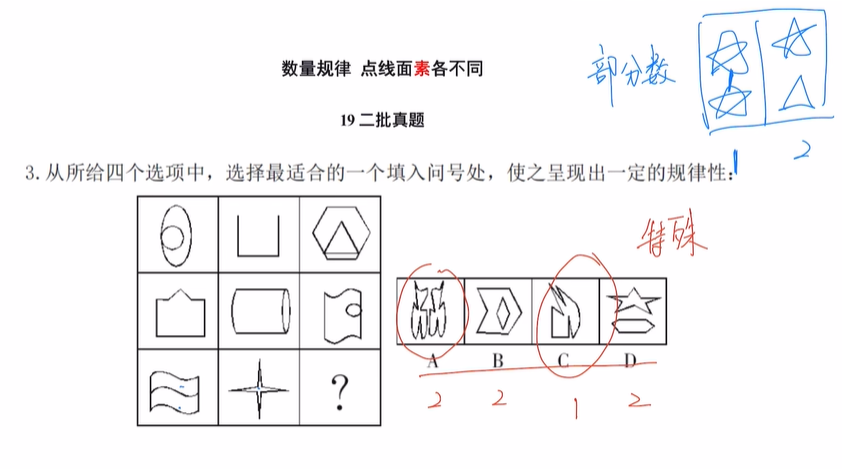 数量规律 点线面素各不同
部分数
19二批真题
1 2
3.从所给四个选项中，选择最适合的一个填入问号处，使之呈现出一定的规律性：
特殊
?
A B C D
2 2 1 2